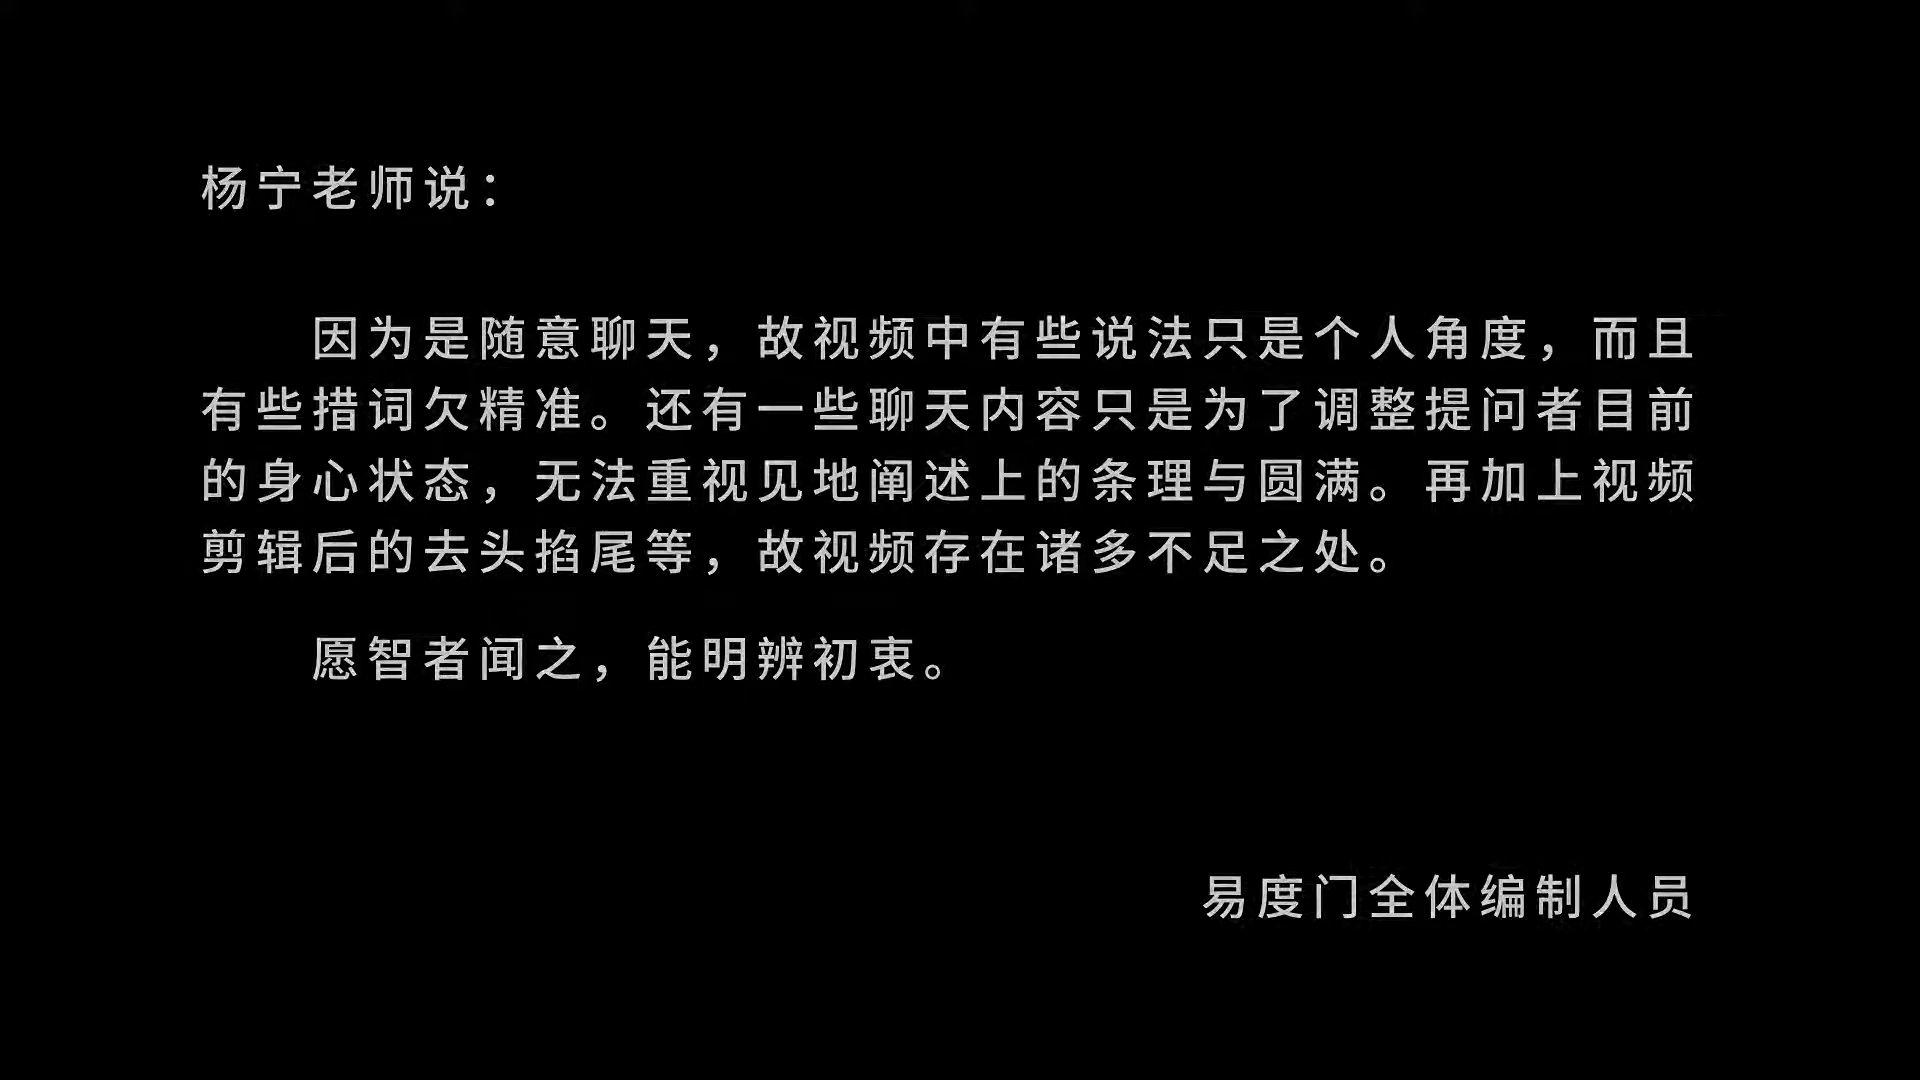 杨宁老师说：
因为是随意聊天，故视频中有些说法只是个人角度，而且
有些措词欠精准。还有一些聊天内容只是为了调整提问者目前
的身心状态，无法重视见地阐述上的条理与圆满。再加上视频
剪辑后的去头掐尾等，故视频存在诸多不足之处。
愿智者闻之，能明辨初衷。
易度门全体编制人员